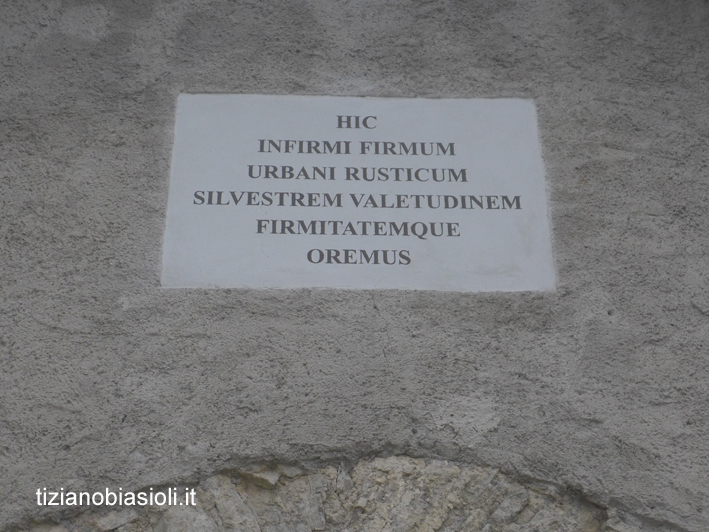 HIC
INFIRMI FIRMUM
URBANI RUSTICUM
SILVESTREM VALETUDINEM
FIRMITATEMQUE
OREMUS
tizianobiasioli.it